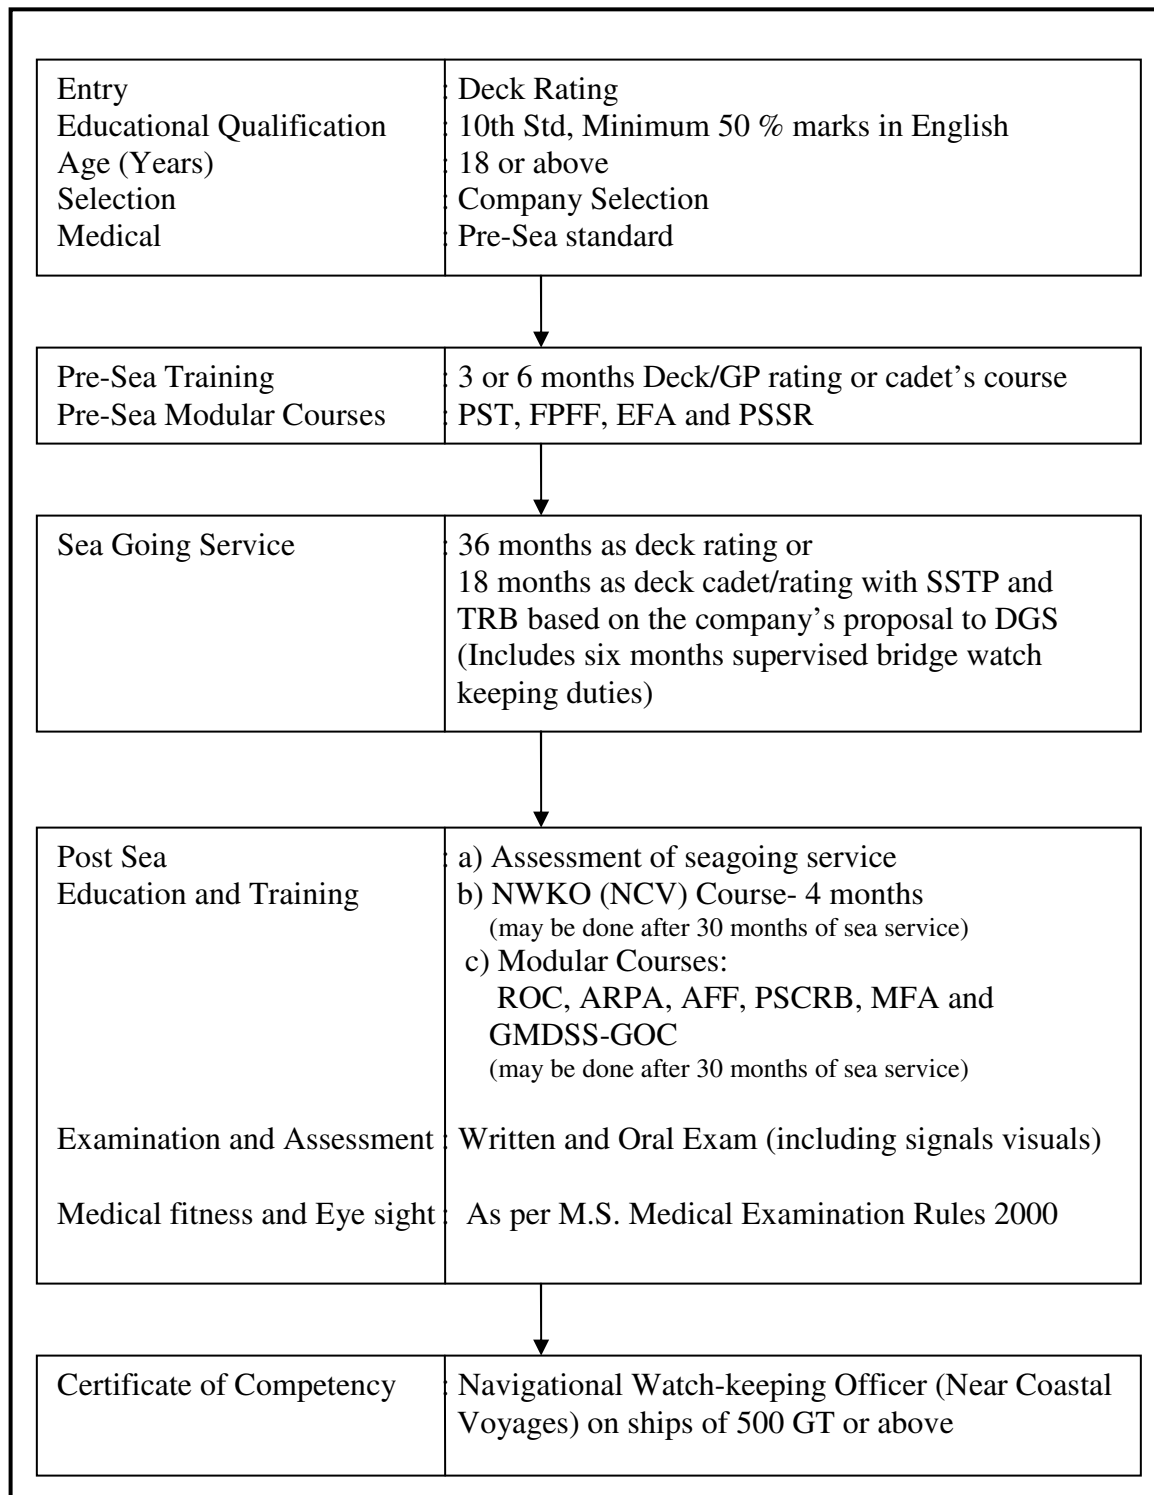 Entry : Deck Rating
Educational Qualification : 10th Std, Minimum 50 % marks in English
Age (Years) : 18 or above
Selection : Company Selection
Medical : Pre-Sea standard
Pre-Sea Training : 3 or 6 months Deck/GP rating or cadet’s course
Pre-Sea Modular Courses : PST, FPFF, EFA and PSSR
Sea Going Service : 36 months as deck rating or
18 months as deck cadet/rating with SSTP and
TRB based on the company’s proposal to DGS
(Includes six months supervised bridge watch
keeping duties)
Post Sea : a) Assessment of seagoing service
Education and Training b) NWKO (NCV) Course- 4 months
(may be done after 30 months of sea service)
c) Modular Courses:
ROC, ARPA, AFF, PSCRB, MFA and
GMDSS-GOC
(may be done after 30 months of sea service)
Examination and Assessment : Written and Oral Exam (including signals visuals)
Medical fitness and Eye sight : As per M.S. Medical Examination Rules 2000
Certificate of Competency : Navigational Watch-keeping Officer (Near Coastal
Voyages) on ships of 500 GT or above